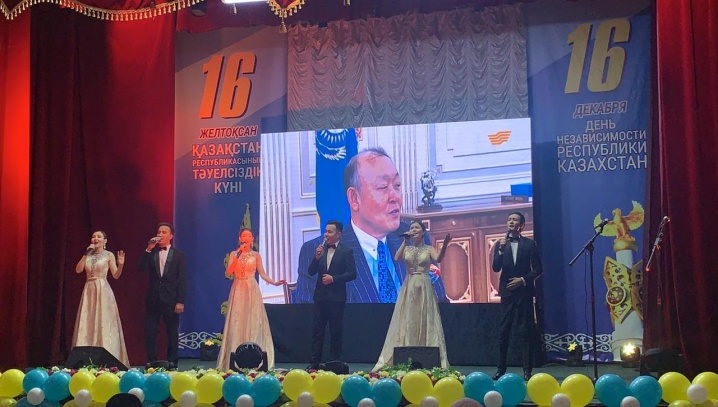 16
ЖЕЛТОҚСАН
ҚАЗАҚСТАН
РЕСПУБЛИКАСЫНЫҢ
ТӘУЕЛСІЗДІК
КҮНІ
16
ДЕКАБРЯ
ДЕНЬ
НЕЗАВИСИМОСТИ
РЕСПУБЛИКИ
КАЗАХСТАН